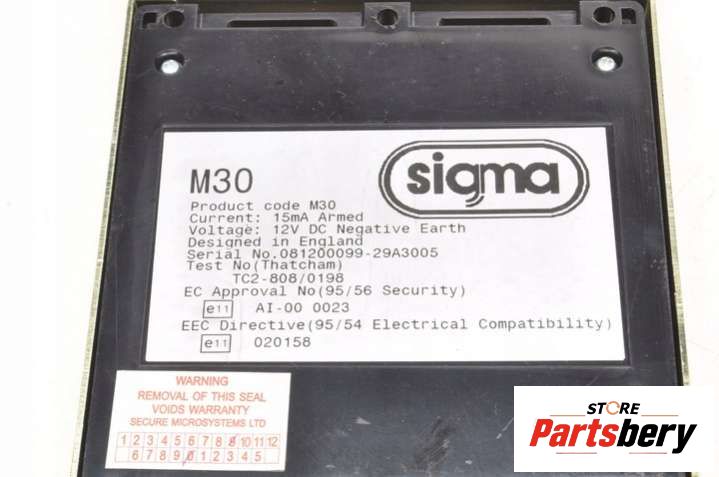 sigma
M30
Product code M30
Current: 15mA Armed
Voltage: 12V DC Negative Earth
Designed in England
Serial No.081200099-29A3005
Test No(Thatcham)
TC2-808/0198
EC Approval No(95/56 Security)
e11 AI-00 0023
EEC Directive(95/54 Electrical Compatibility)
e11 020158
WARNING
REMOVAL OF THIS SEAL
VOIDS WARRANTY
SECURE MICROSYSTEMS LTD
1 2 3 4 5 6 7 8 9 10 11 12
6 7 8 9 0 1 2 3 4 5
STORE
Partsbery